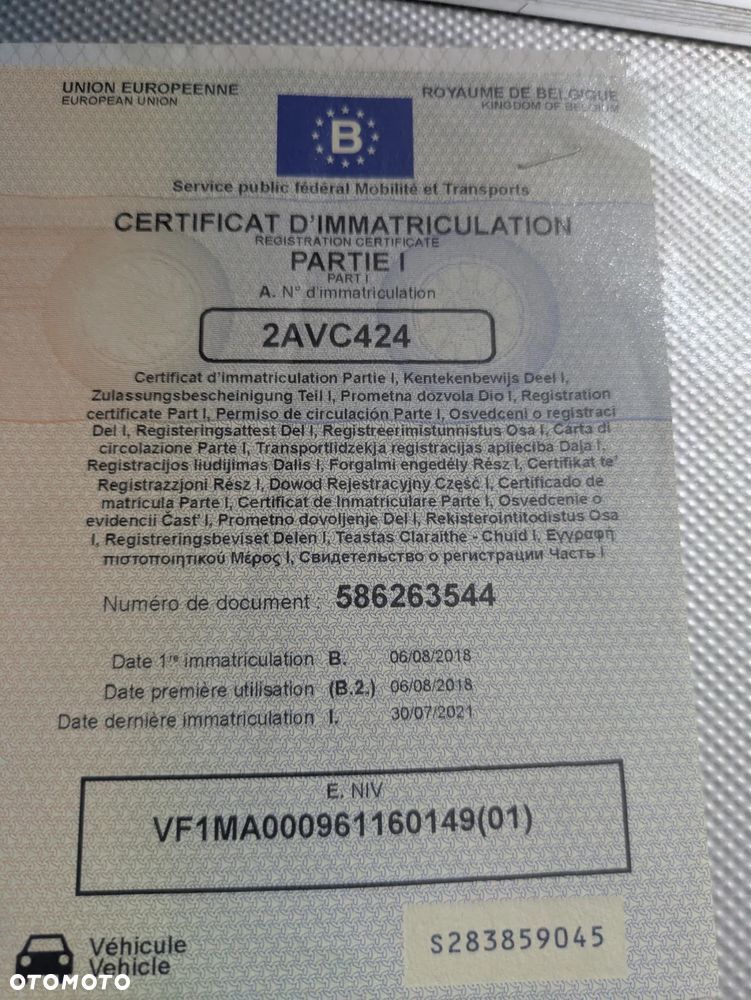 UNION EUROPEENNE
EUROPEAN UNION
ROYAUME DE BELGIQUE
KINGDOM OF BELGIUM
B
Service public fédéral Mobilité et Transports
CERTIFICAT D'IMMATRICULATION
REGISTRATION CERTIFICATE
PARTIE I
PART I
A. N° d'immatriculation
2AVC424
Certificat d'immatriculation Partie I, Kentekenbewijs Deel I,
Zulassungsbescheinigung Teil I, Prometna dozvola Dio I, Registration
certificate Part I, Permiso de circulación Parte I, Osvedceni o registraci
Del I, Registeringsattest Del I, Registreerimistunnistus Osa I, Carta di
circolazione Parte I, Transportlidzekja registracijas aplieciba Daja I,
Registracijos liudijimas Dalis I, Forgalmi engedély Rész I, Certifikat te'
Registrazzjoni Rész I, Dowod Rejestracyjny Część I, Certificado de
matrícula Parte I, Certificat de Inmatriculare Parte I, Osvedcenie o
evidencii Časť I, Prometno dovoljenje Del I, Rekisterointitodistus Osa
I, Registreringsbeviset Delen I, Teastas Claraithe - Chuid I, Εγγραφή
πιστοποιητικού Μέρος I, Свидетельство о регистрации Часть I
Numéro de document : 586263544
Date 1re immatriculation B. 06/08/2018
Date première utilisation (B.2.) 06/08/2018
Date dernière immatriculation I. 30/07/2021
E. NIV
VF1MA000961160149(01)
Véhicule
Vehicle
S283859045
OTOMOTO